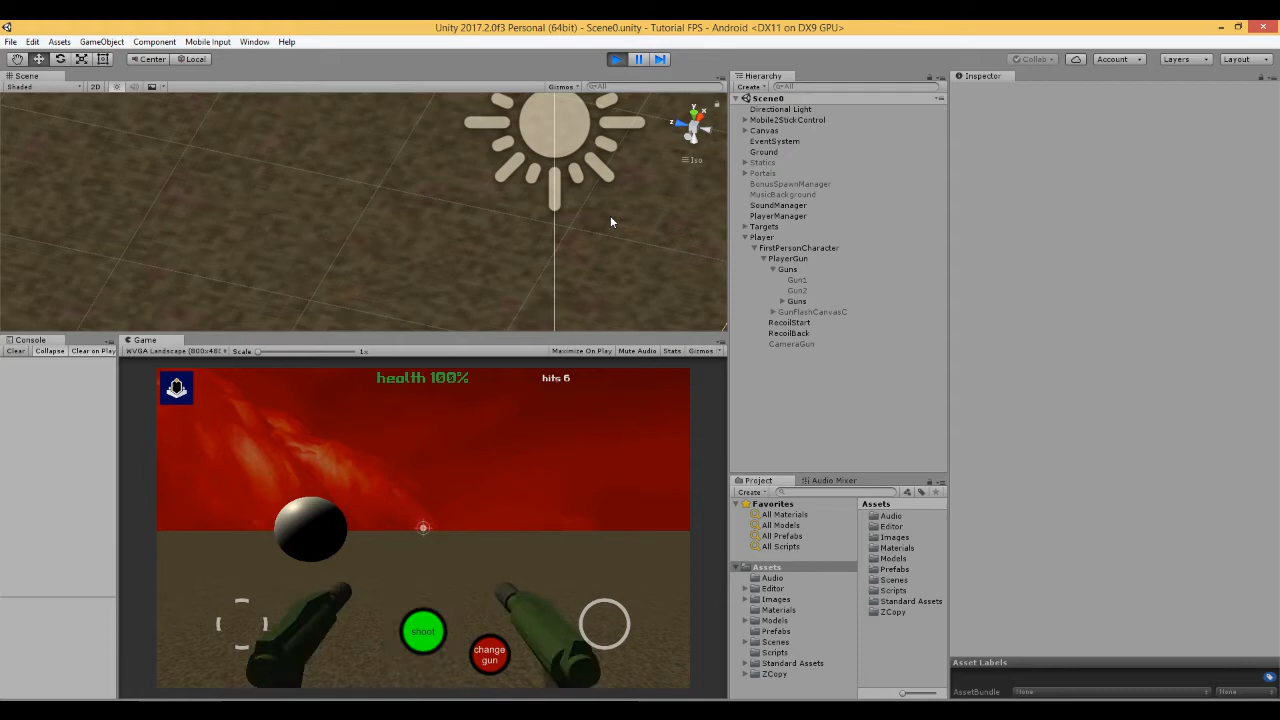 Unity 2017.2.0f3 Personal (64bit) - Scene0.unity - Tutorial FPS - Android <DX11 on DX9 GPU>
File Edit Assets GameObject Component Mobile Input Window Help
Center Local Collab Account Layers Layout
Scene
Shaded 2D Gizmos All
y
x
z
Iso
Console
Clear Collapse Clear on Play
Game
WVGA Landscape (800x480 Scale 1x Maximize On Play Mute Audio Stats Gizmos
health 100% hits 6
shoot
change
gun
Hierarchy
Create All
Scene0
Directional Light
Mobile2StickControl
Canvas
EventSystem
Ground
Statics
Portals
BonusSpawnManager
MusicBackground
SoundManager
PlayerManager
Targets
Player
FirstPersonCharacter
PlayerGun
Guns
Gun1
Gun2
Guns
GunFlashCanvasC
RecoilStart
RecoilBack
CameraGun
Project Audio Mixer
Create
Favorites
All Materials
All Models
All Prefabs
All Scripts
Assets
Audio
Editor
Images
Materials
Models
Prefabs
Scenes
Scripts
Standard Assets
ZCopy
Assets
Audio
Editor
Images
Materials
Models
Prefabs
Scenes
Scripts
Standard Assets
ZCopy
Inspector
Asset Labels
AssetBundle None None